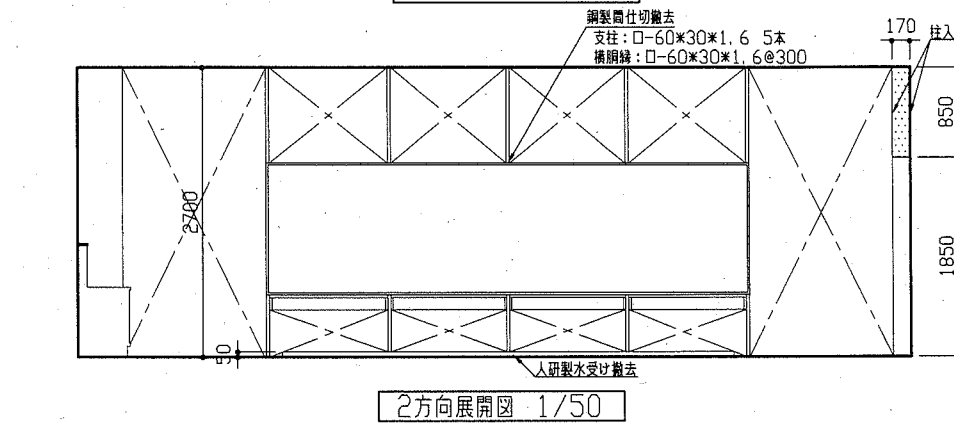 鋼製間仕切撤去
支柱：□-60*30*1,6 5本
横胴縁：□-60*30*1,6@300
170
柱入
850
2700
1850
50
人研製水受け撤去
2方向展開図 1/50